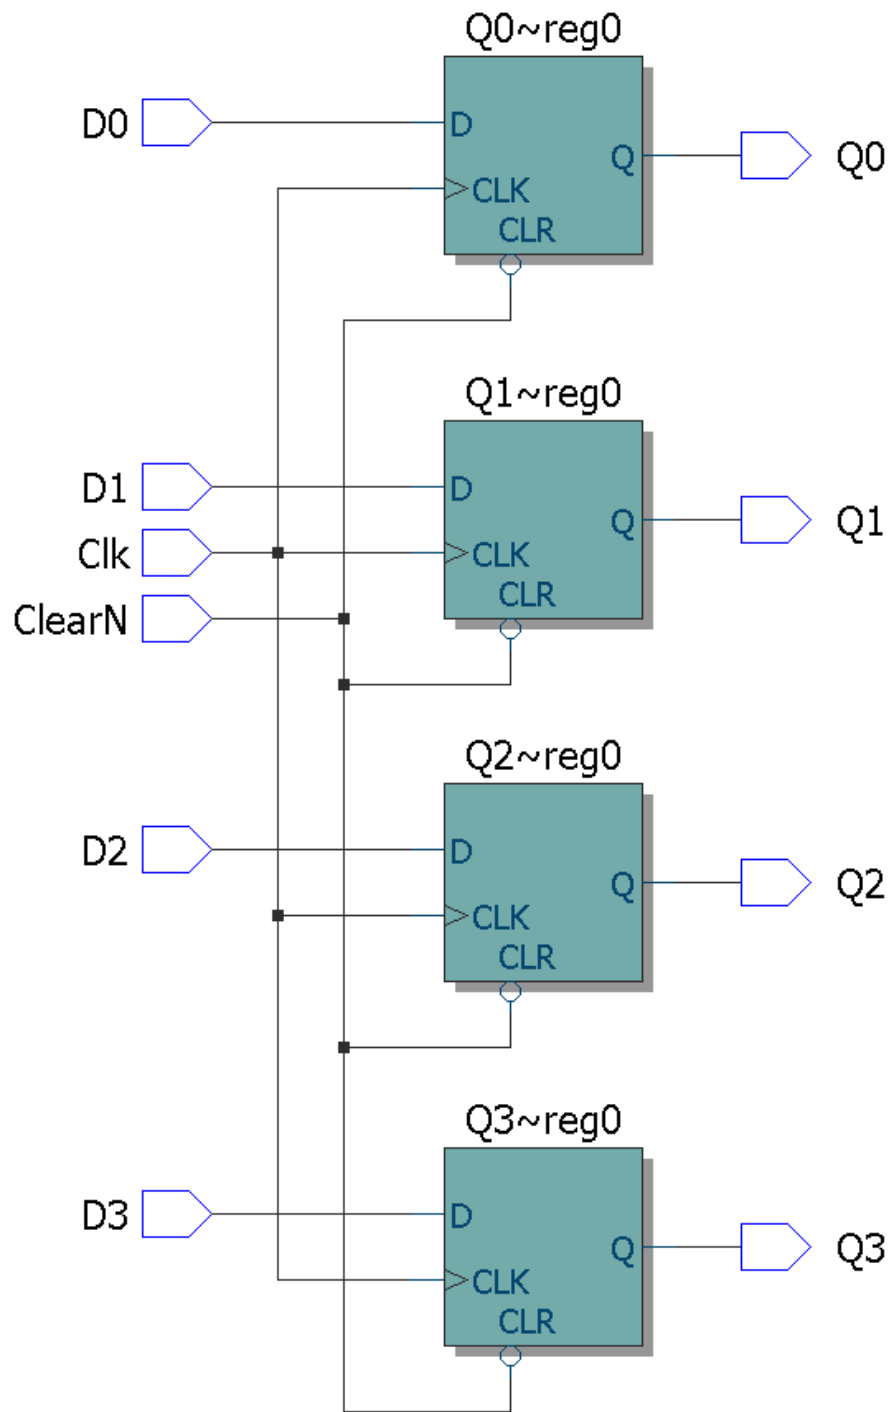 Q0~reg0
D0
D
Q
Q0
CLK
CLR
Q1~reg0
D1
D
Q
Q1
Clk
CLK
CLR
ClearN
Q2~reg0
D2
D
Q
Q2
CLK
CLR
Q3~reg0
D3
D
Q
Q3
CLK
CLR